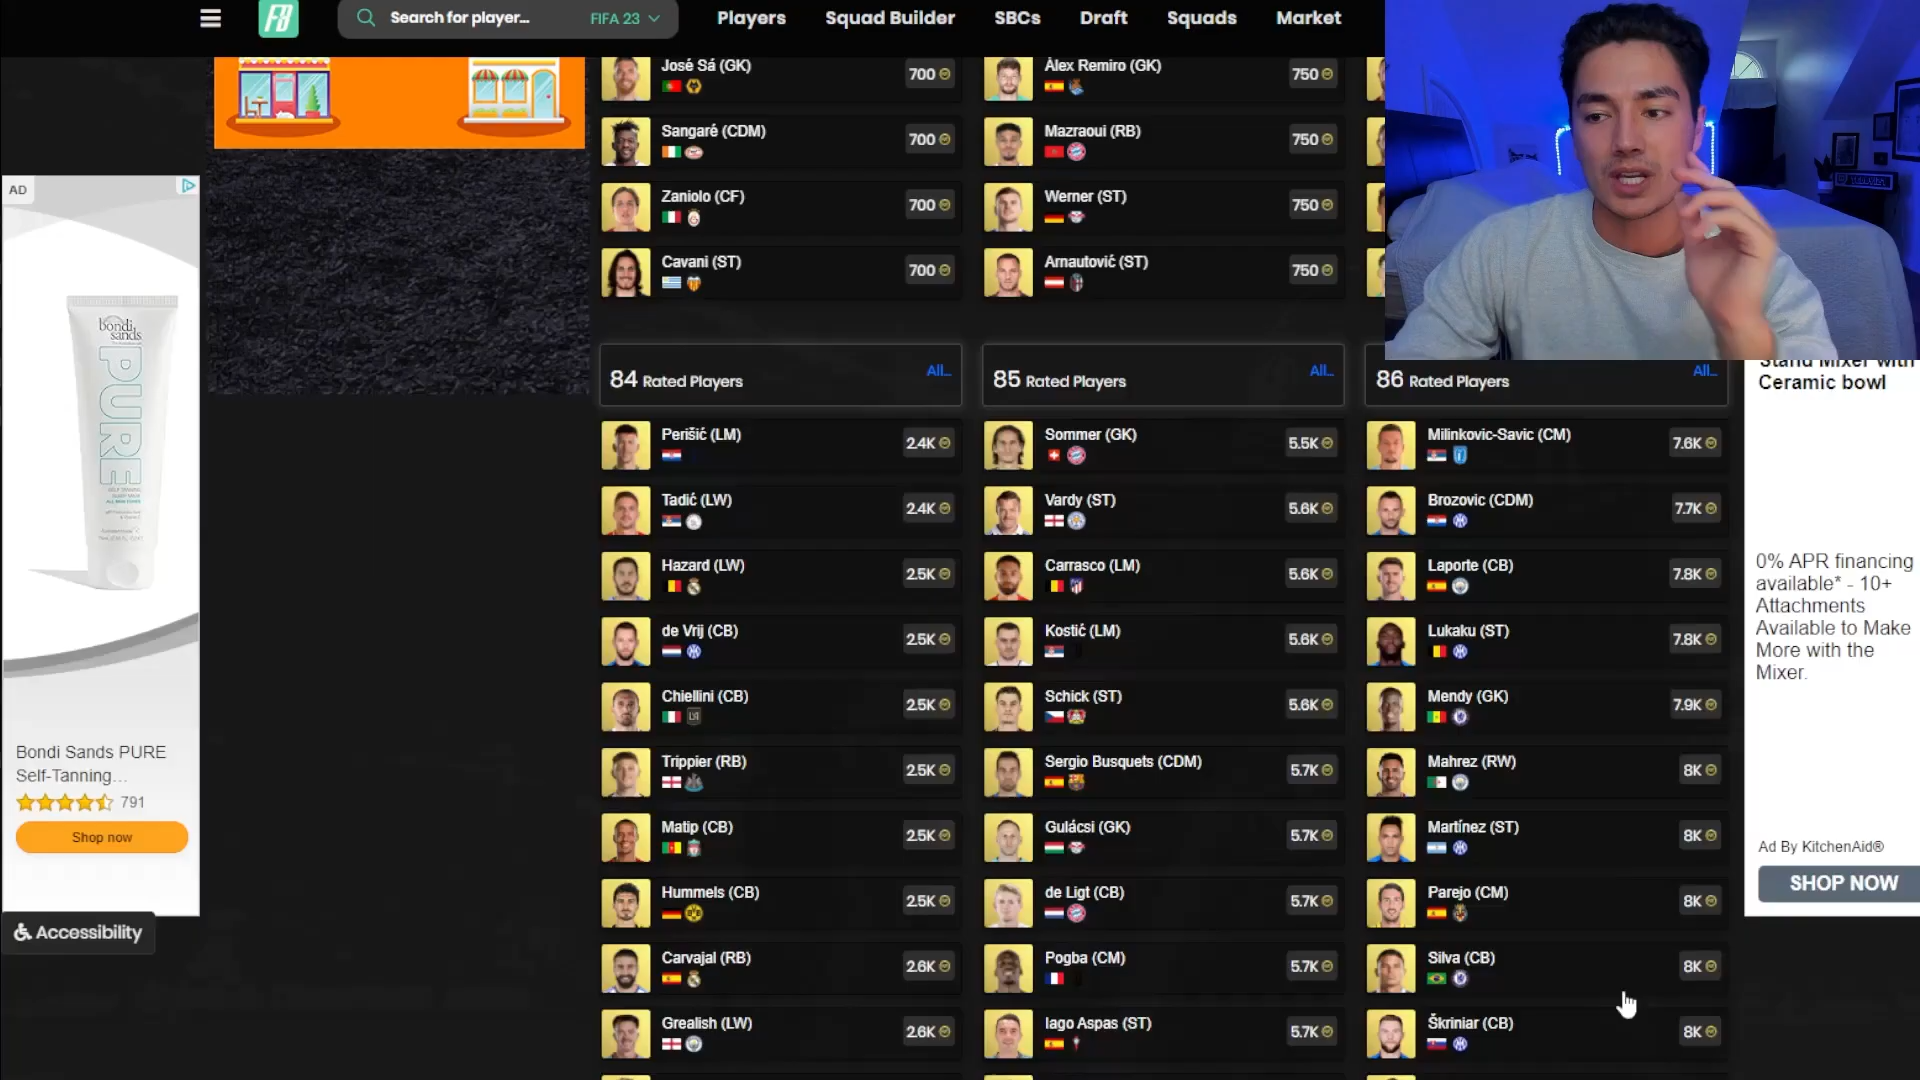 F8
Search for player...
FIFA 23
Players
Squad Builder
SBCs
Draft
Squads
Market
José Sá (GK)
700
Sangaré (CDM)
700
Zaniolo (CF)
700
Cavani (ST)
700
Álex Remiro (GK)
750
Mazraoui (RB)
750
Werner (ST)
750
Arnautović (ST)
750
84 Rated Players
All...
Perišić (LM)
2.4K
Tadić (LW)
2.4K
Hazard (LW)
2.5K
de Vrij (CB)
2.5K
Chiellini (CB)
2.5K
Trippier (RB)
2.5K
Matip (CB)
2.5K
Hummels (CB)
2.5K
Carvajal (RB)
2.6K
Grealish (LW)
2.6K
85 Rated Players
All...
Sommer (GK)
5.5K
Vardy (ST)
5.6K
Carrasco (LM)
5.6K
Kostić (LM)
5.6K
Schick (ST)
5.6K
Sergio Busquets (CDM)
5.7K
Gulácsi (GK)
5.7K
de Ligt (CB)
5.7K
Pogba (CM)
5.7K
Iago Aspas (ST)
5.7K
86 Rated Players
All...
Milinkovic-Savic (CM)
7.6K
Brozovic (CDM)
7.7K
Laporte (CB)
7.8K
Lukaku (ST)
7.8K
Mendy (GK)
7.9K
Mahrez (RW)
8K
Martínez (ST)
8K
Parejo (CM)
8K
Silva (CB)
8K
Škriniar (CB)
8K
AD
bondi
sands
PURE
Bondi Sands PURE
Self-Tanning...
791
Shop now
Accessibility
Stand Mixer with
Ceramic bowl
0% APR financing
available* - 10+
Attachments
Available to Make
More with the
Mixer.
Ad By KitchenAid®
SHOP NOW